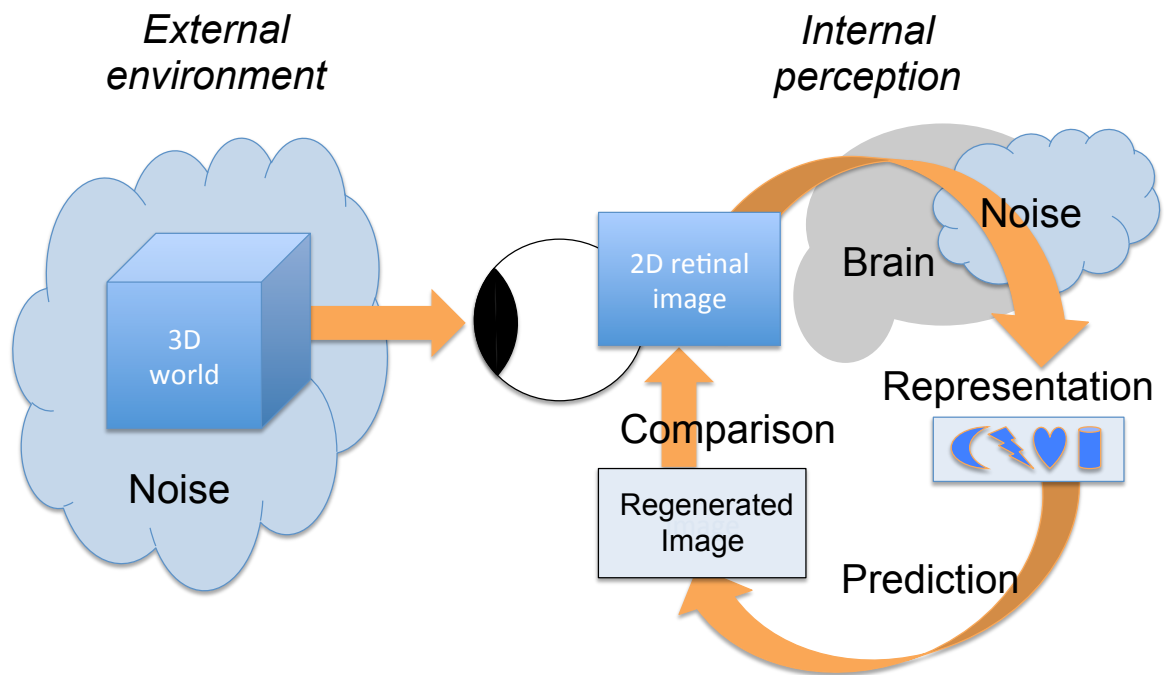 External
environment
Internal
perception
3D
world
Noise
2D retinal
image
Brain
Noise
Representation
Comparison
Regenerated
Image
Prediction